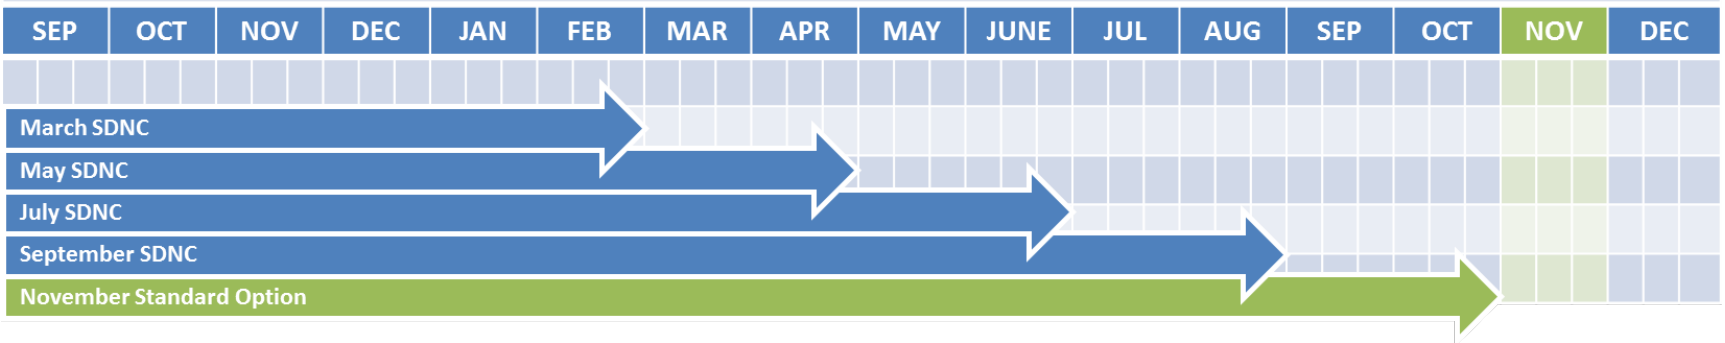 SEP OCT NOV DEC JAN FEB MAR APR MAY JUNE JUL AUG SEP OCT NOV DEC
March SDNC
May SDNC
July SDNC
September SDNC
November Standard Option